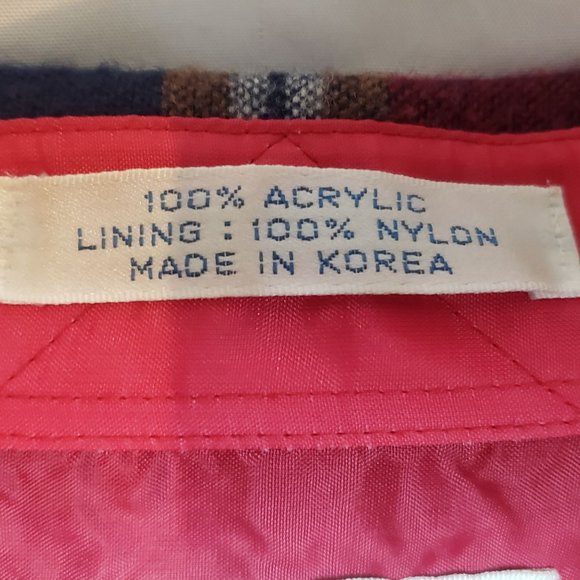 100% ACRYLIC
LINING : 100% NYLON
MADE IN KOREA